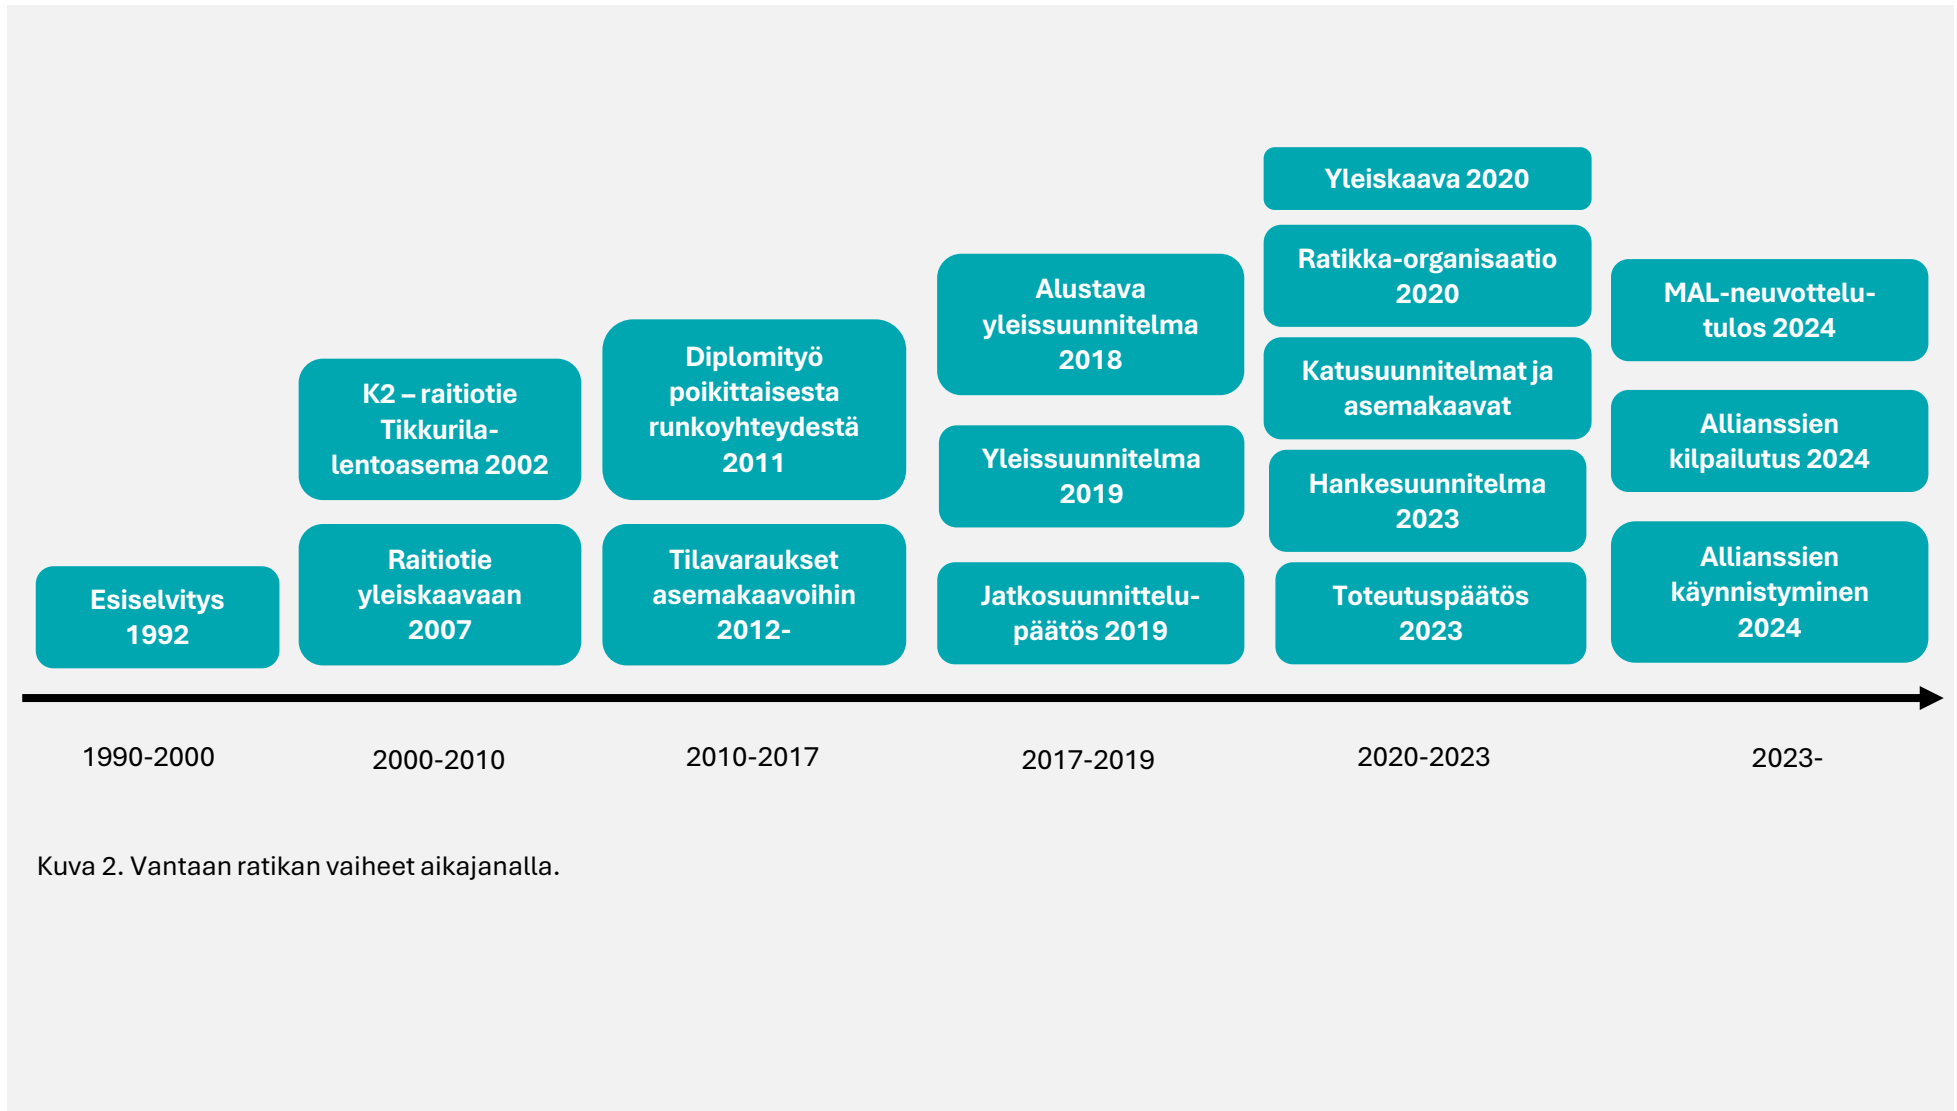 Esiselvitys
1992
K2 – raitiotie
Tikkurila-
lentoasema 2002
Raitiotie
yleiskaavaan
2007
Diplomityö
poikittaisesta
runkoyhteydestä
2011
Tilavaraukset
asemakaavoihin
2012-
Alustava
yleissuunnitelma
2018
Yleissuunnitelma
2019
Jatkosuunnittelu-
päätös 2019
Yleiskaava 2020
Ratikka-organisaatio
2020
Katusuunnitelmat ja
asemakaavat
Hankesuunnitelma
2023
Toteutuspäätös
2023
MAL-neuvottelu-
tulos 2024
Allianssien
kilpailutus 2024
Allianssien
käynnistyminen
2024
1990-2000
2000-2010
2010-2017
2017-2019
2020-2023
2023-
Kuva 2. Vantaan ratikan vaiheet aikajanalla.